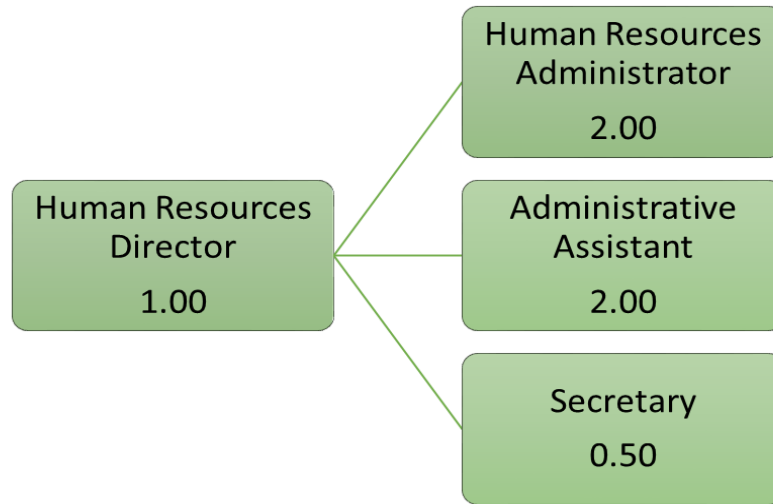 Human Resources
Director
1.00
Human Resources
Administrator
2.00
Administrative
Assistant
2.00
Secretary
0.50